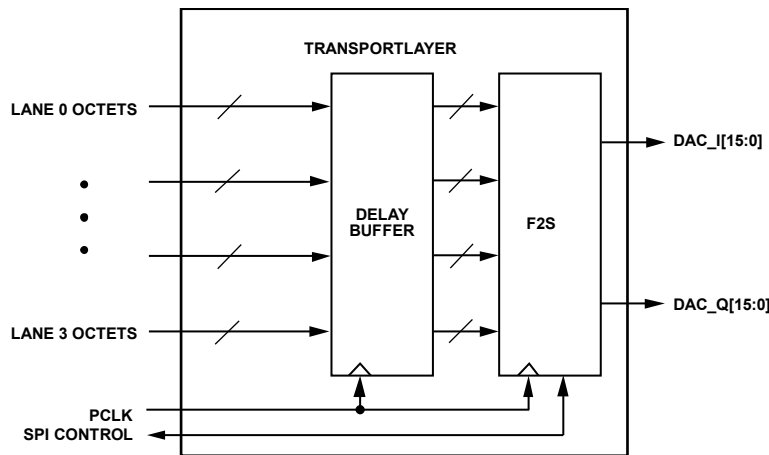 TRANSPORTLAYER
LANE 0 OCTETS
DAC_I[15:0]
DELAY
BUFFER
F2S
DAC_Q[15:0]
LANE 3 OCTETS
PCLK
SPI CONTROL